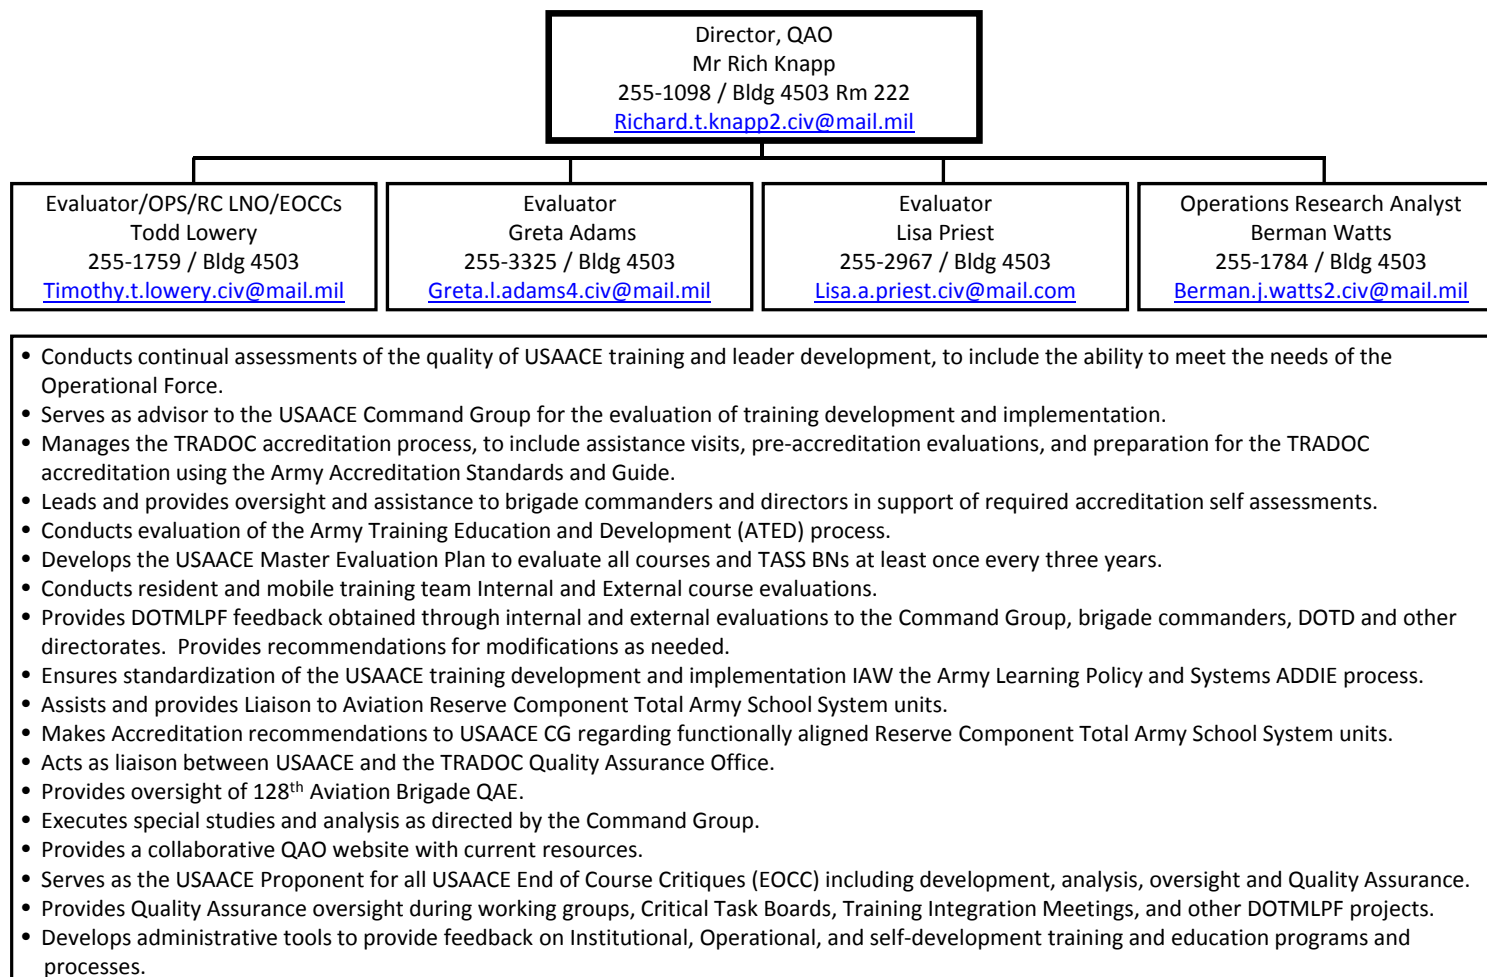 Director, QAO
Mr Rich Knapp
255-1098 / Bldg 4503 Rm 222
Richard.t.knapp2.civ@mail.mil
Evaluator/OPS/RC LNO/EOCCs
Todd Lowery
255-1759 / Bldg 4503
Timothy.t.lowery.civ@mail.mil
Evaluator
Greta Adams
255-3325 / Bldg 4503
Greta.l.adams4.civ@mail.mil
Evaluator
Lisa Priest
255-2967 / Bldg 4503
Lisa.a.priest.civ@mail.com
Operations Research Analyst
Berman Watts
255-1784 / Bldg 4503
Berman.j.watts2.civ@mail.mil
• Conducts continual assessments of the quality of USAACE training and leader development, to include the ability to meet the needs of the
Operational Force.
• Serves as advisor to the USAACE Command Group for the evaluation of training development and implementation.
• Manages the TRADOC accreditation process, to include assistance visits, pre-accreditation evaluations, and preparation for the TRADOC
accreditation using the Army Accreditation Standards and Guide.
• Leads and provides oversight and assistance to brigade commanders and directors in support of required accreditation self assessments.
• Conducts evaluation of the Army Training Education and Development (ATED) process.
• Develops the USAACE Master Evaluation Plan to evaluate all courses and TASS BNs at least once every three years.
• Conducts resident and mobile training team Internal and External course evaluations.
• Provides DOTMLPF feedback obtained through internal and external evaluations to the Command Group, brigade commanders, DOTD and other
directorates.  Provides recommendations for modifications as needed.
• Ensures standardization of the USAACE training development and implementation IAW the Army Learning Policy and Systems ADDIE process.
• Assists and provides Liaison to Aviation Reserve Component Total Army School System units.
• Makes Accreditation recommendations to USAACE CG regarding functionally aligned Reserve Component Total Army School System units.
• Acts as liaison between USAACE and the TRADOC Quality Assurance Office.
• Provides oversight of 128th Aviation Brigade QAE.
• Executes special studies and analysis as directed by the Command Group.
• Provides a collaborative QAO website with current resources.
• Serves as the USAACE Proponent for all USAACE End of Course Critiques (EOCC) including development, analysis, oversight and Quality Assurance.
• Provides Quality Assurance oversight during working groups, Critical Task Boards, Training Integration Meetings, and other DOTMLPF projects.
• Develops administrative tools to provide feedback on Institutional, Operational, and self-development training and education programs and
processes.